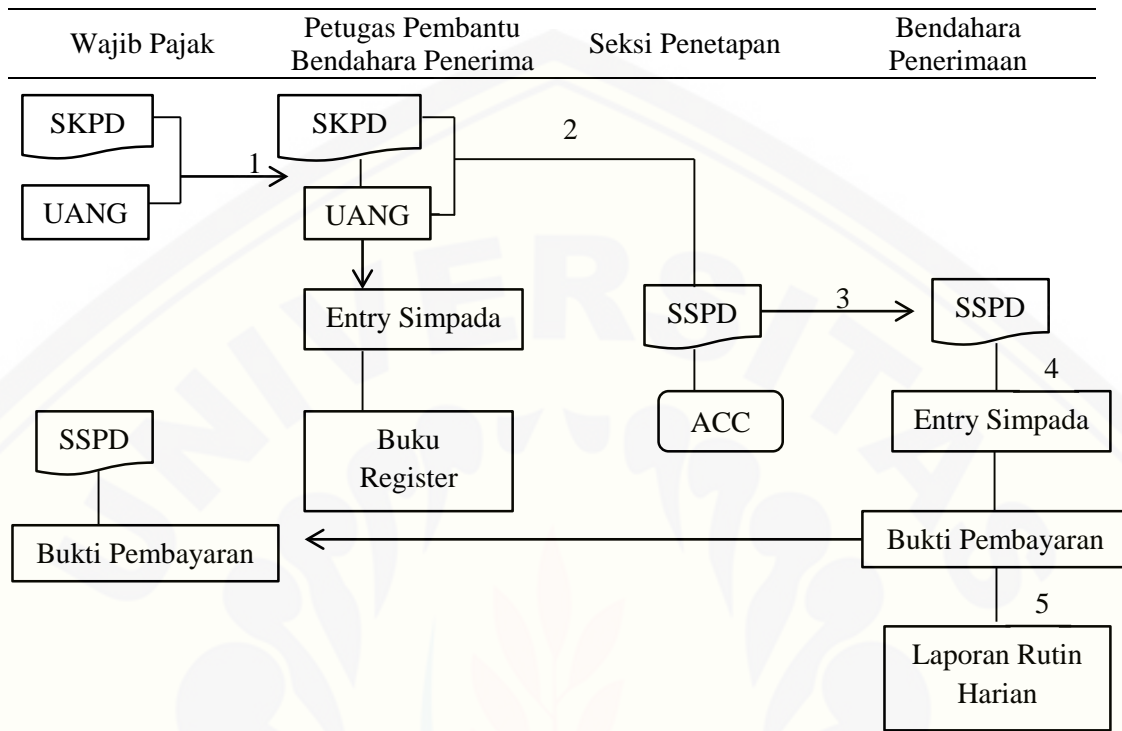 Wajib Pajak
Petugas Pembantu
Bendahara Penerima
Seksi Penetapan
Bendahara
Penerimaan
SKPD
UANG
1
SKPD
UANG
2
Entry Simpada
Buku
Register
SSPD
ACC
3
SSPD
4
Entry Simpada
SSPD
Bukti Pembayaran
Bukti Pembayaran
5
Laporan Rutin
Harian
UNIVERSITAS